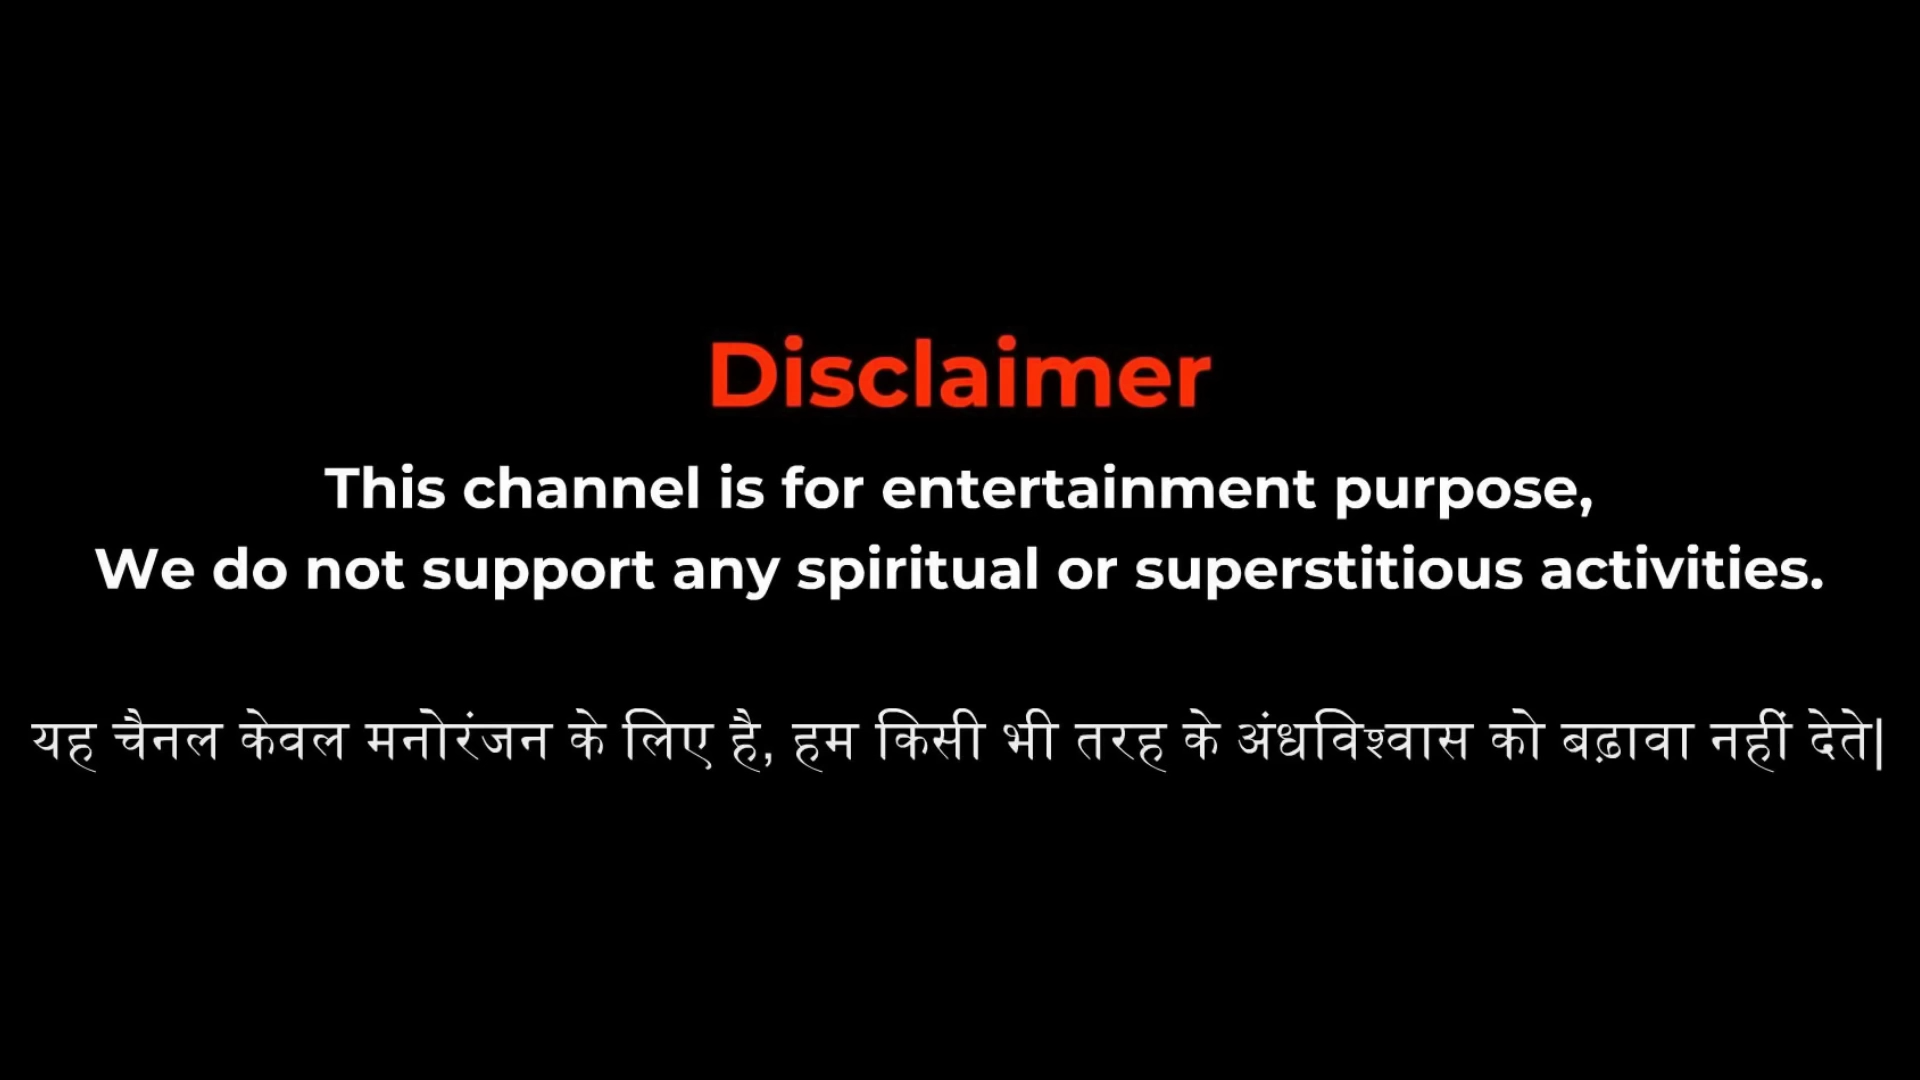 Disclaimer
This channel is for entertainment purpose,
We do not support any spiritual or superstitious activities.
यह चैनल केवल मनोरंजन के लिए है, हम किसी भी तरह के अंधविश्वास को बढ़ावा नहीं देते|